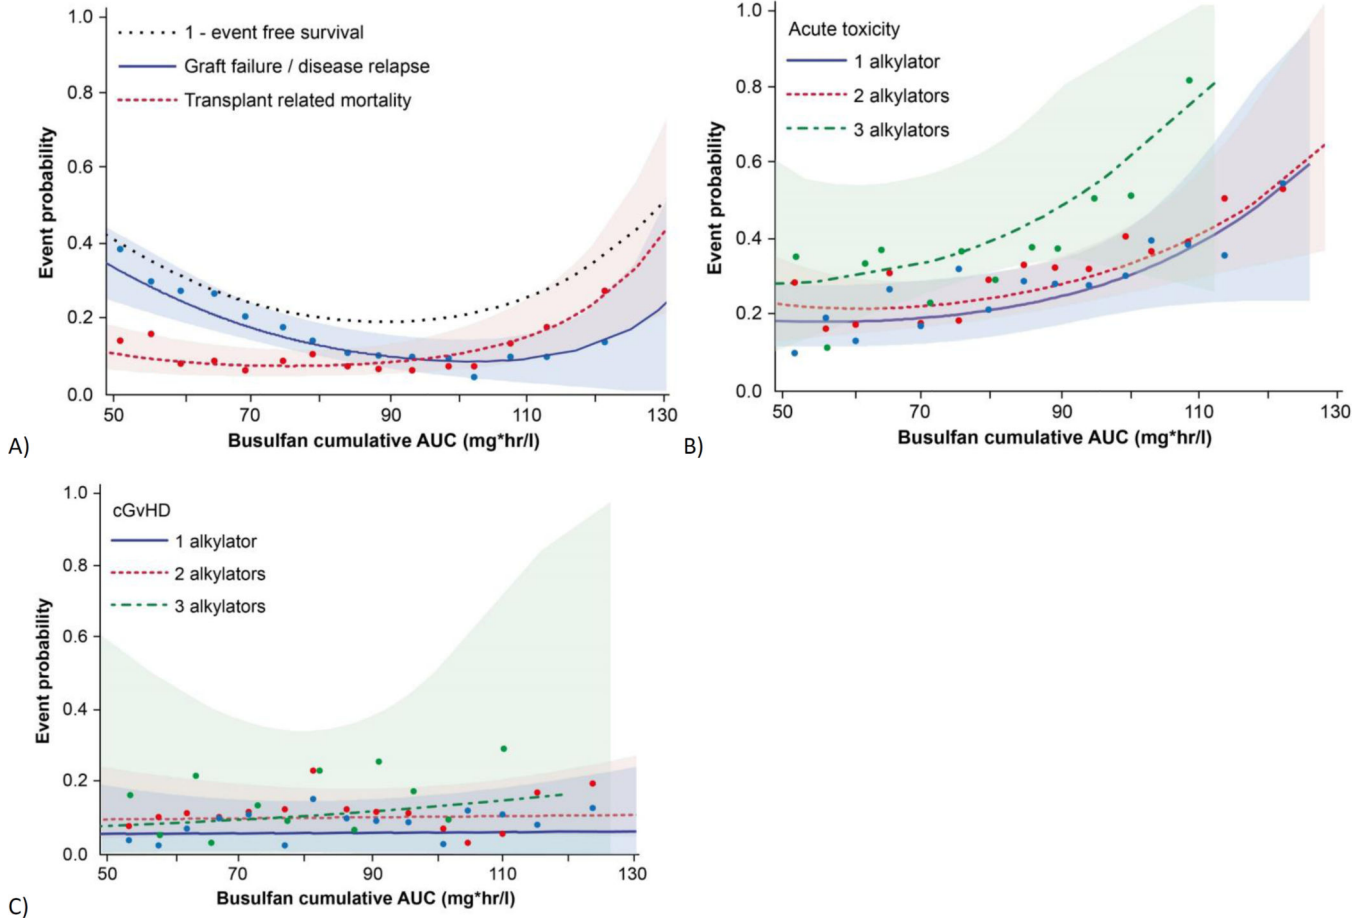 1.0
0.8
0.6
0.4
0.2
0.0
Event probability
1 - event free survival
Graft failure / disease relapse
Transplant related mortality
50 70 90 110 130
Busulfan cumulative AUC (mg*hr/l)
A)
1.0
0.8
0.6
0.4
0.2
0.0
Event probability
Acute toxicity
1 alkylator
2 alkylators
3 alkylators
50 70 90 110 130
Busulfan cumulative AUC (mg*hr/l)
B)
1.0
0.8
0.6
0.4
0.2
0.0
Event probability
cGvHD
1 alkylator
2 alkylators
3 alkylators
50 70 90 110 130
Busulfan cumulative AUC (mg*hr/l)
C)